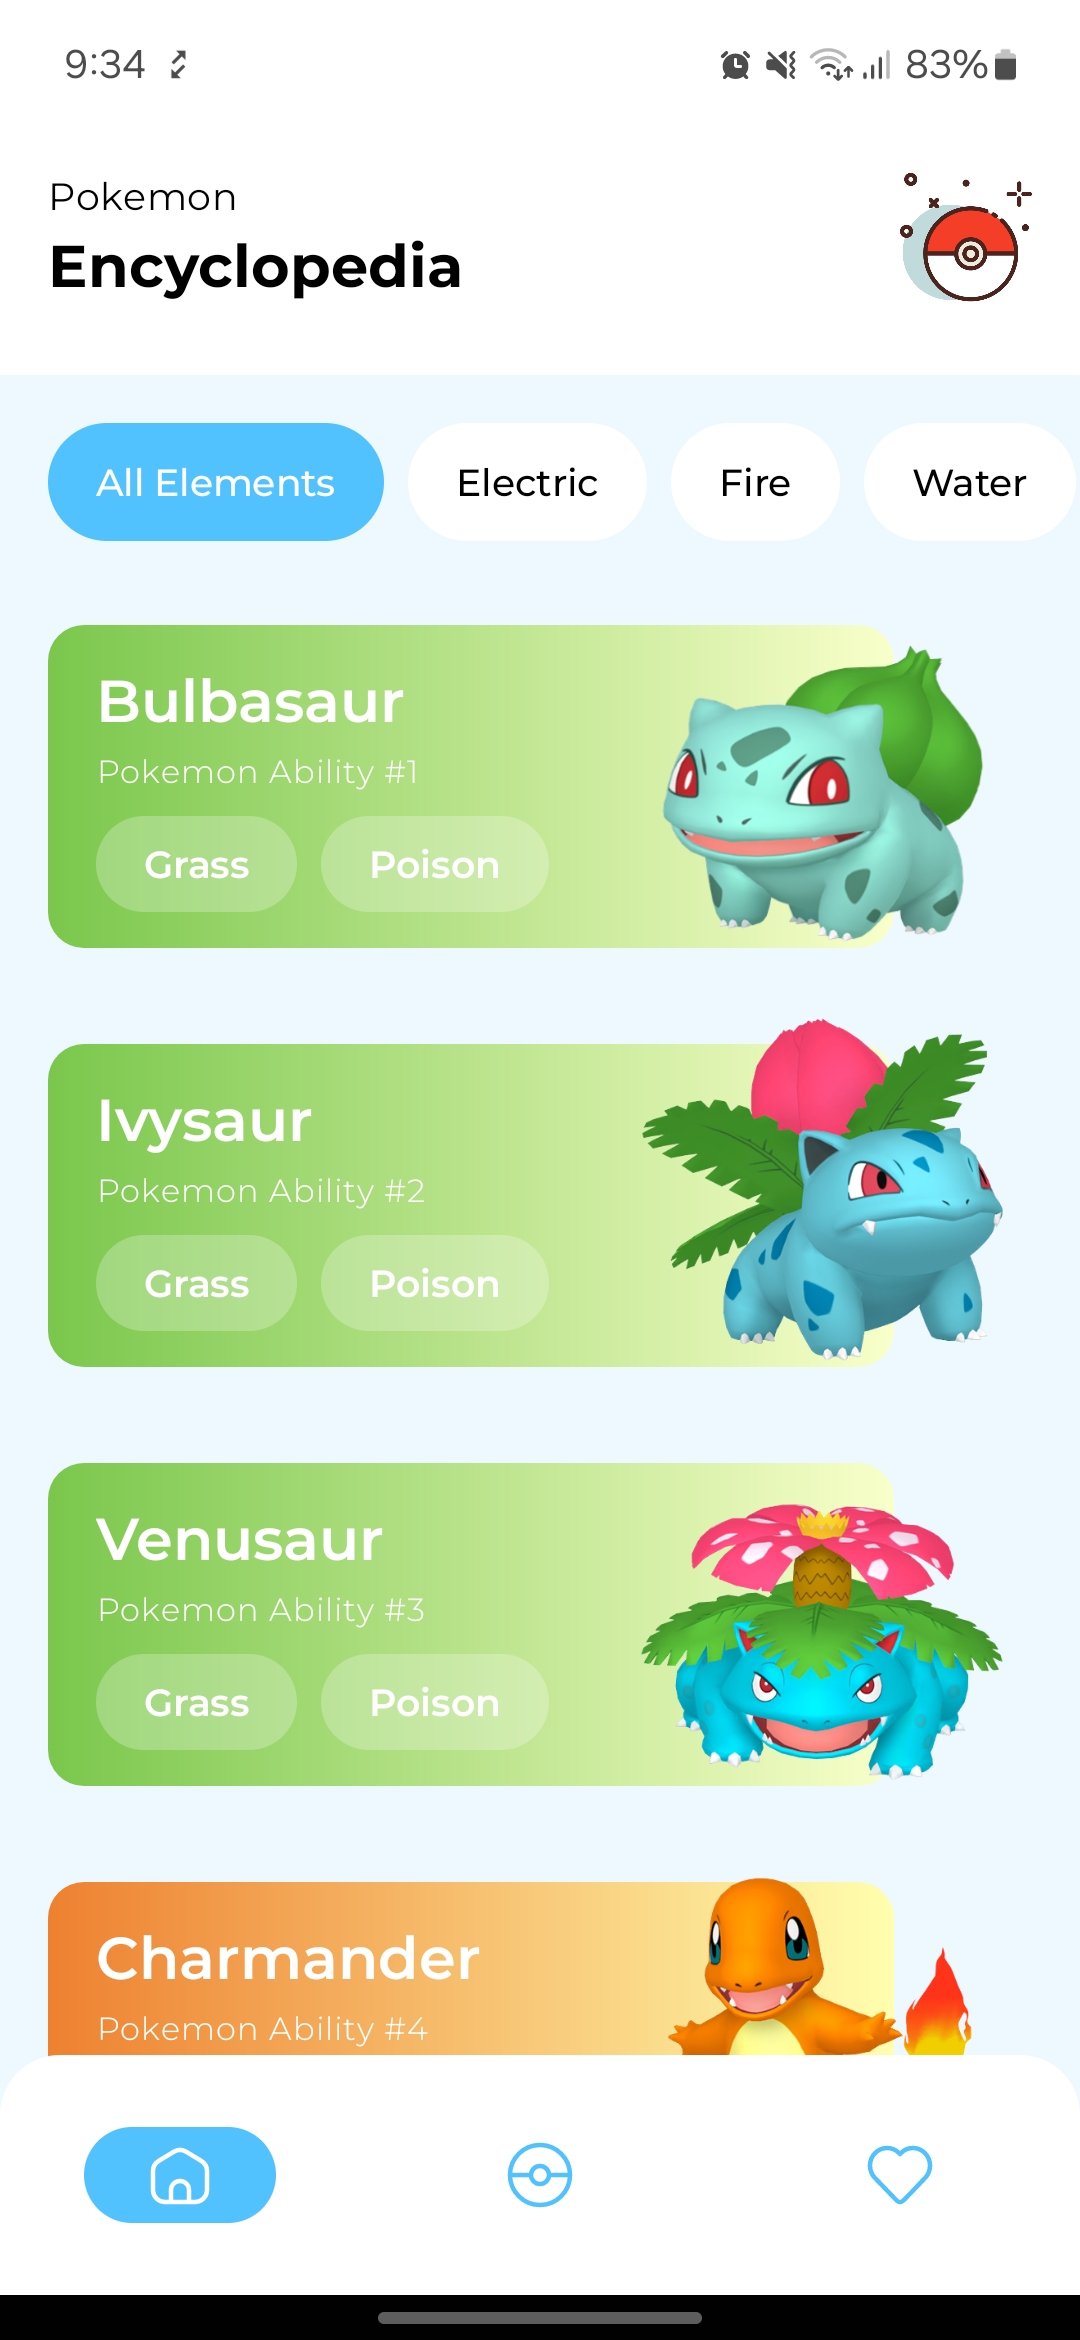 9:34
83%
Pokemon
Encyclopedia
All Elements
Electric
Fire
Water
Bulbasaur
Pokemon Ability #1
Grass
Poison
Ivysaur
Pokemon Ability #2
Grass
Poison
Venusaur
Pokemon Ability #3
Grass
Poison
Charmander
Pokemon Ability #4